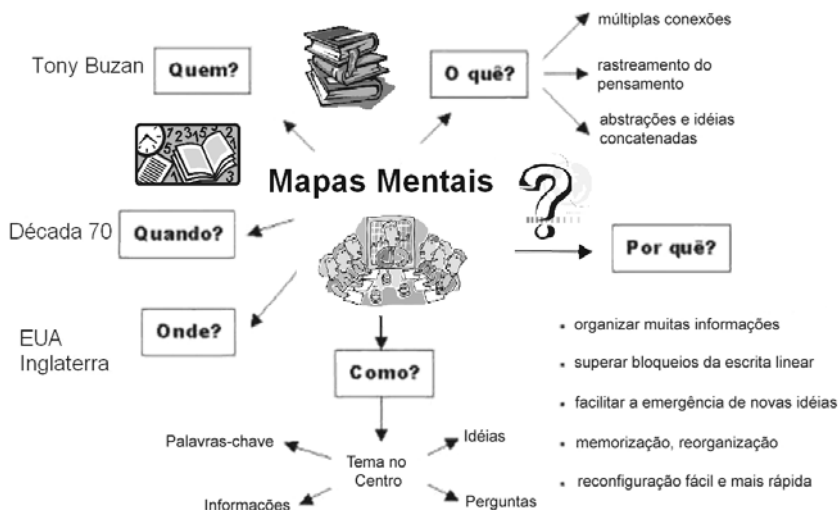 Tony Buzan
Quem?
O quê?
múltiplas conexões
rastreamento do
pensamento
abstrações e idéias
concatenadas
Mapas Mentais
Década 70
Quando?
Por quê?
EUA
Inglaterra
Onde?
Como?
Palavras-chave
Idéias
Tema no
Centro
Informações
Perguntas
• organizar muitas informações
• superar bloqueios da escrita linear
• facilitar a emergência de novas idéias
• memorização, reorganização
• reconfiguração fácil e mais rápida